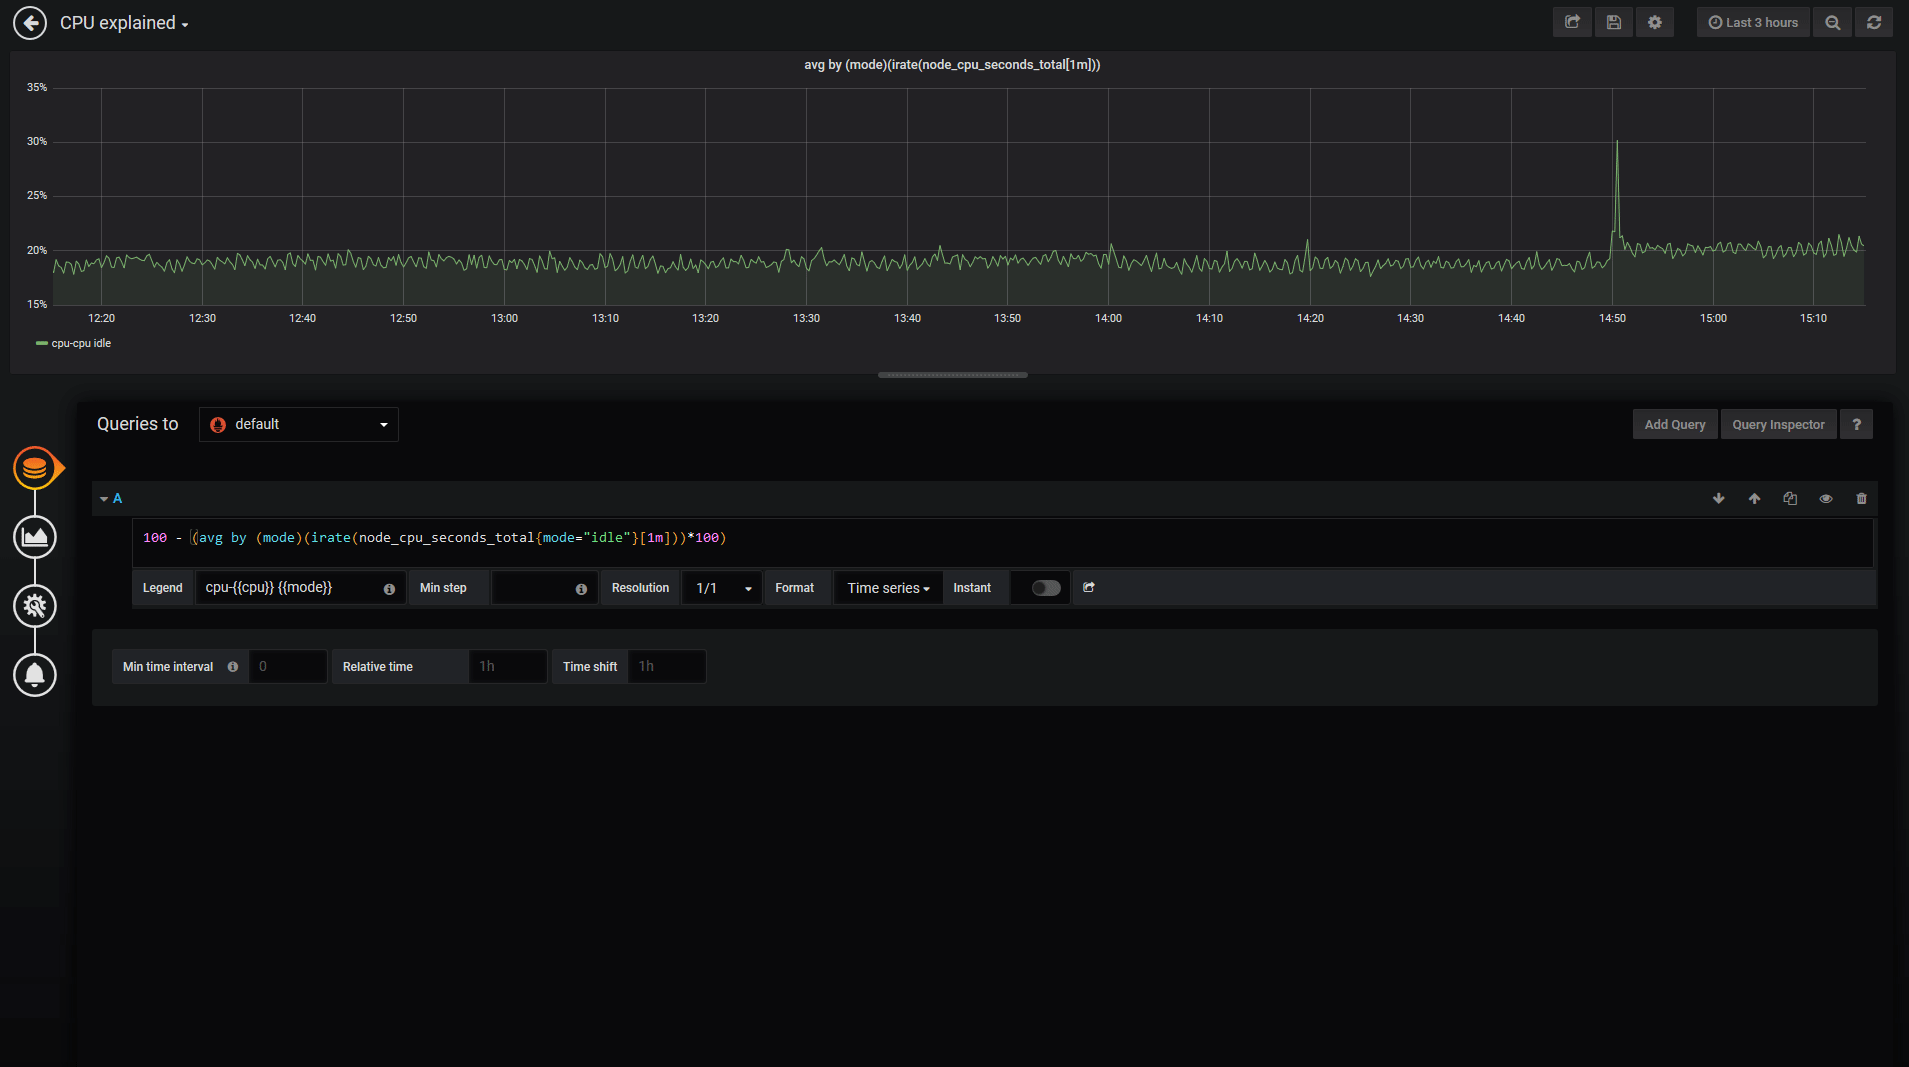 CPU explained
Last 3 hours
avg by (mode)(irate(node_cpu_seconds_total[1m]))
35%
30%
25%
20%
15%
12:20 12:30 12:40 12:50 13:00 13:10 13:20 13:30 13:40 13:50 14:00 14:10 14:20 14:30 14:40 14:50 15:00 15:10
cpu-cpu idle
Queries to default Add Query Query Inspector ?
A
100 - (avg by (mode)(irate(node_cpu_seconds_total{mode="idle"}[1m]))*100)
Legend cpu-{{cpu}} {{mode}} Min step Resolution 1/1 Format Time series Instant
Min time interval 0 Relative time 1h Time shift 1h